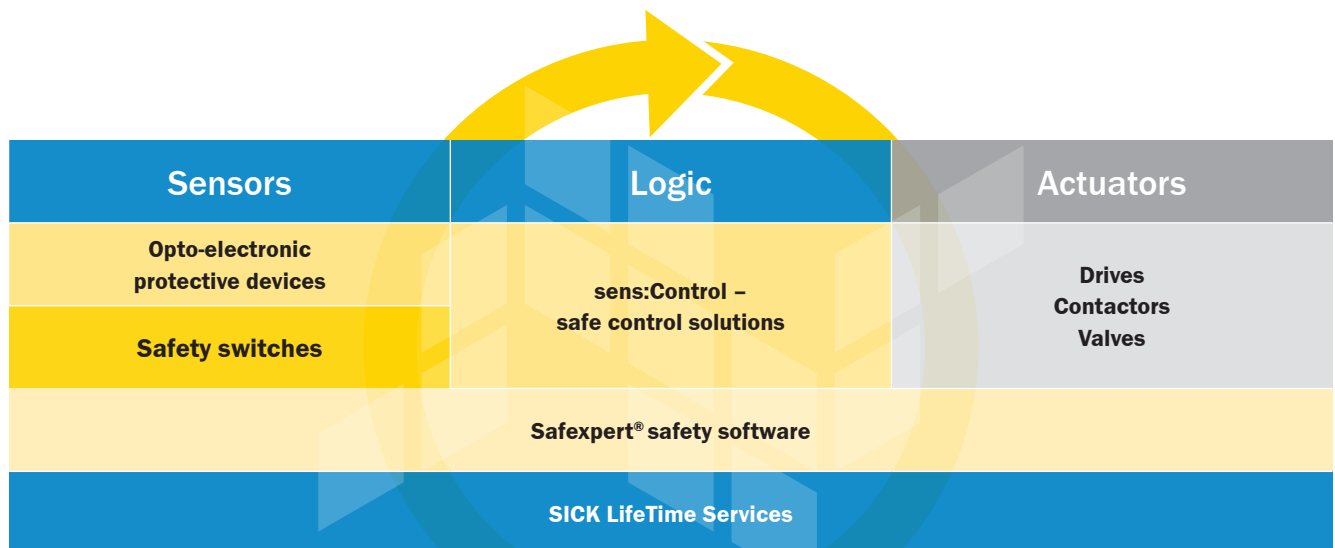 Sensors
Logic
Actuators
Opto-electronic
protective devices
Safety switches
sens:Control –
safe control solutions
Drives
Contactors
Valves
Safexpert® safety software
SICK LifeTime Services